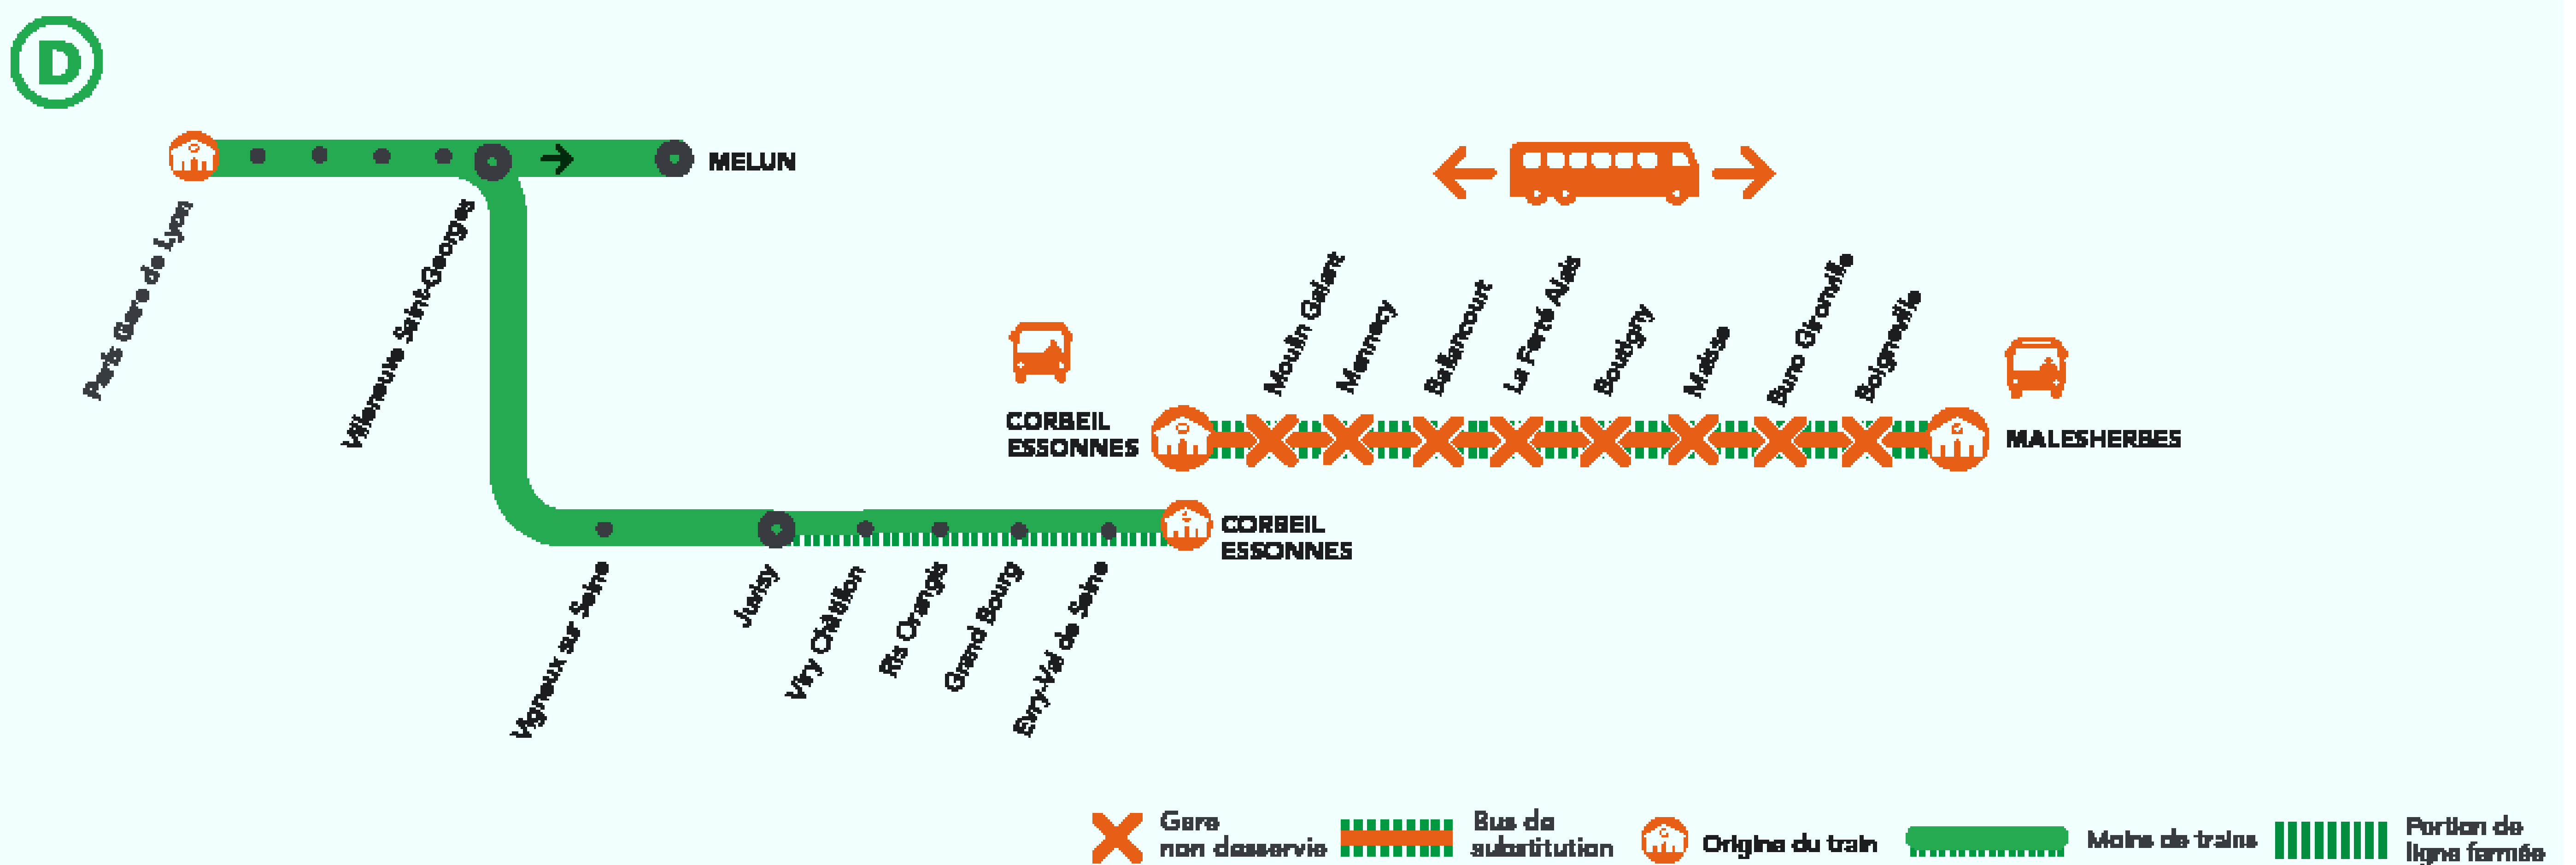 D
MELUN
Paris Gare de Lyon
Villeneuve Saint-Georges
Moulin Galant
Mennecy
Ballancourt
La Ferté Alais
Boutigny
Maisse
Buno Gironville
Boigneville
CORBEIL
ESSONNES
MALESHERBES
CORBEIL
ESSONNES
Vigneux sur Seine
Juvisy
Viry Châtillon
Ris Orangis
Grand Bourg
Evry-Val de Seine
Gare
non desservie
Bus de
substitution
Origine du train
Moins de trains
Portion de
ligne fermée